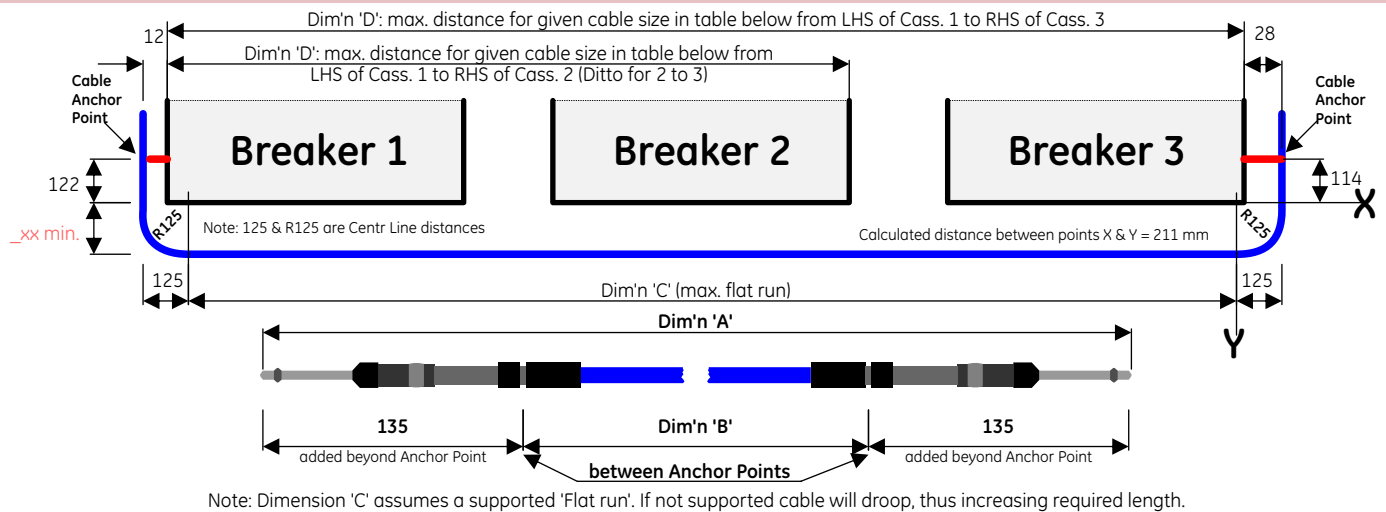 Dim'n 'D': max. distance for given cable size in table below from LHS of Cass. 1 to RHS of Cass. 3
12
28
Dim'n 'D': max. distance for given cable size in table below from
LHS of Cass. 1 to RHS of Cass. 2 (Ditto for 2 to 3)
Cable
Anchor
Point
Cable
Anchor
Point
Breaker 1
Breaker 2
Breaker 3
122
114
X
_xx min.
R125
Note: 125 & R125 are Centr Line distances
Calculated distance between points X & Y = 211 mm
R125
125
Dim'n 'C' (max. flat run)
125
Dim'n 'A'
Y
135
Dim'n 'B'
135
added beyond Anchor Point
between Anchor Points
added beyond Anchor Point
Note: Dimension 'C' assumes a supported 'Flat run'. If not supported cable will droop, thus increasing required length.